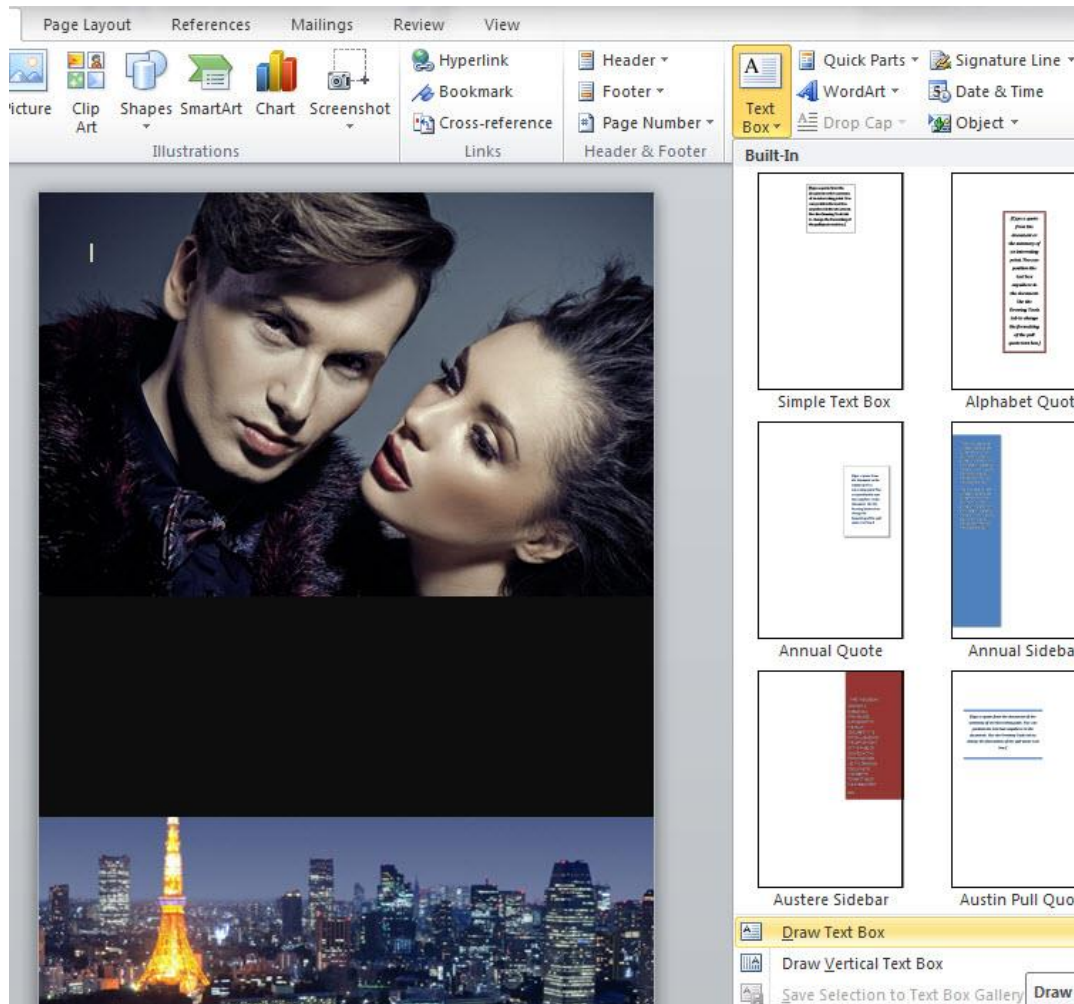 Page Layout References Mailings Review View
Picture Clip Art Shapes SmartArt Chart Screenshot
Illustrations
Hyperlink
Bookmark
Cross-reference
Links
Header
Footer
Page Number
Header & Footer
Text Box
Quick Parts
WordArt
Drop Cap
Signature Line
Date & Time
Object
Built-In
Simple Text Box Alphabet Quot
Annual Quote Annual Sideba
Austere Sidebar Austin Pull Quo
Draw Text Box
Draw Vertical Text Box
Save Selection to Text Box Gallery Draw